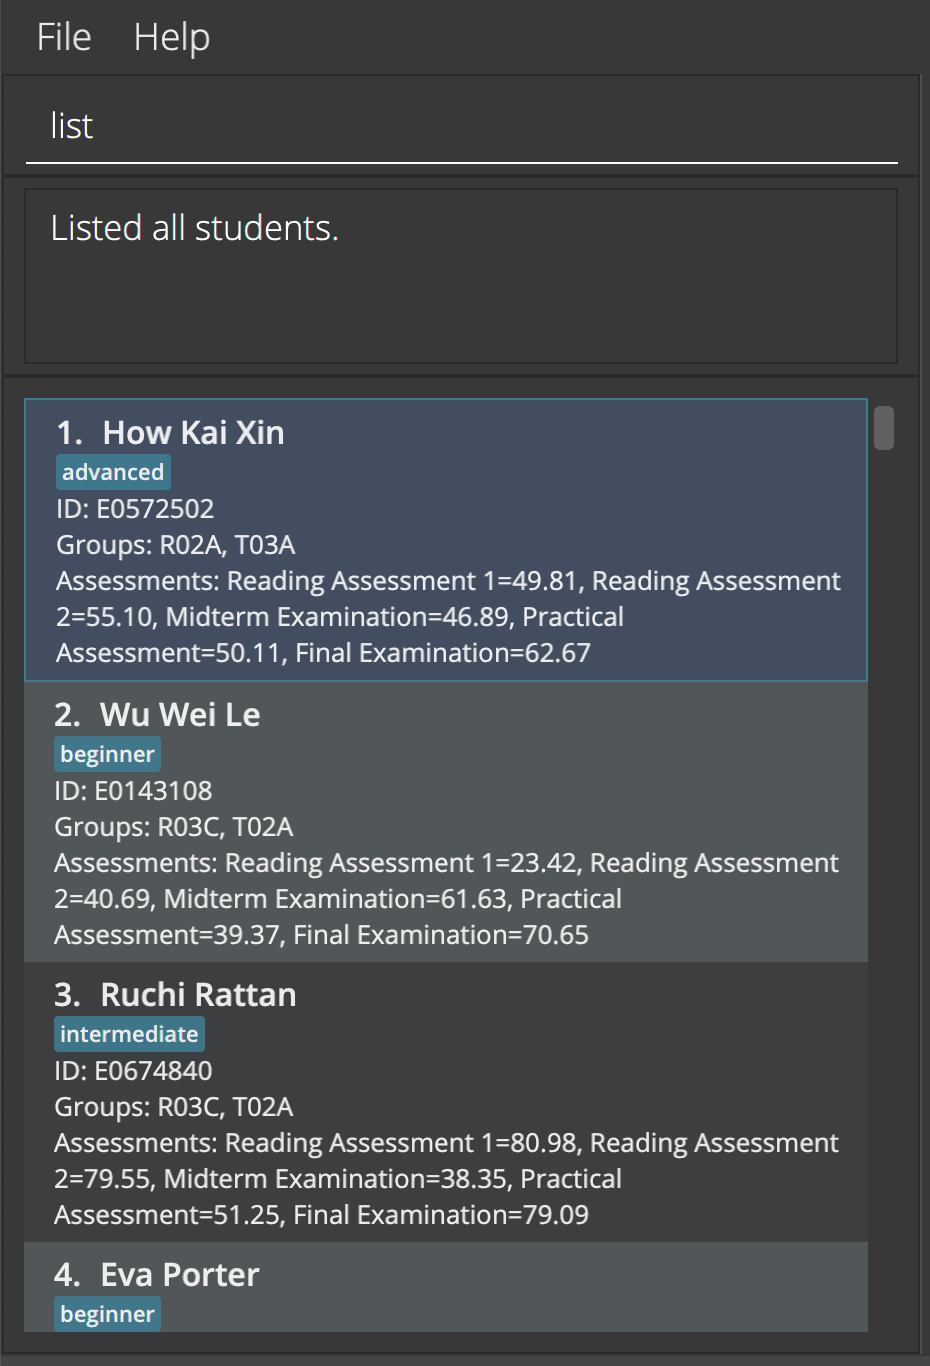 File Help
list
Listed all students.
1. How Kai Xin
advanced
ID: E0572502
Groups: R02A, T03A
Assessments: Reading Assessment 1=49.81, Reading Assessment
2=55.10, Midterm Examination=46.89, Practical
Assessment=50.11, Final Examination=62.67
2. Wu Wei Le
beginner
ID: E0143108
Groups: R03C, T02A
Assessments: Reading Assessment 1=23.42, Reading Assessment
2=40.69, Midterm Examination=61.63, Practical
Assessment=39.37, Final Examination=70.65
3. Ruchi Rattan
intermediate
ID: E0674840
Groups: R03C, T02A
Assessments: Reading Assessment 1=80.98, Reading Assessment
2=79.55, Midterm Examination=38.35, Practical
Assessment=51.25, Final Examination=79.09
4. Eva Porter
beginner